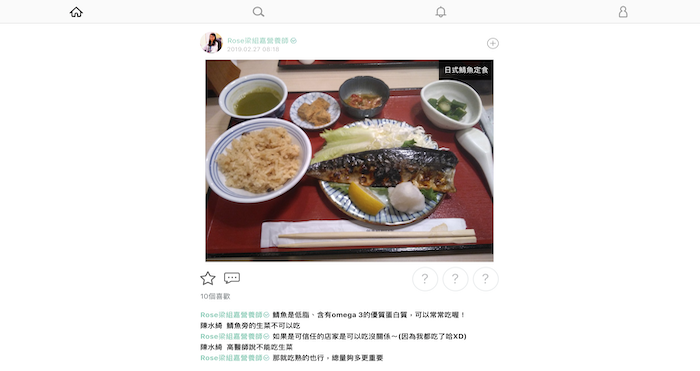 Rose梁組嘉營養師
2019.02.27 08:18
日式鯖魚定食
10個喜歡
Rose梁組嘉營養師 鯖魚是低脂、含有omega 3的優質蛋白質，可以常常吃喔！
陳水綺 鯖魚旁的生菜不可以吃
Rose梁組嘉營養師 如果是可信任的店家是可以吃沒關係～(因為我都吃了哈XD)
陳水綺 高醫師說不能吃生菜
Rose梁組嘉營養師 那就吃熟的也行，總量夠多更重要